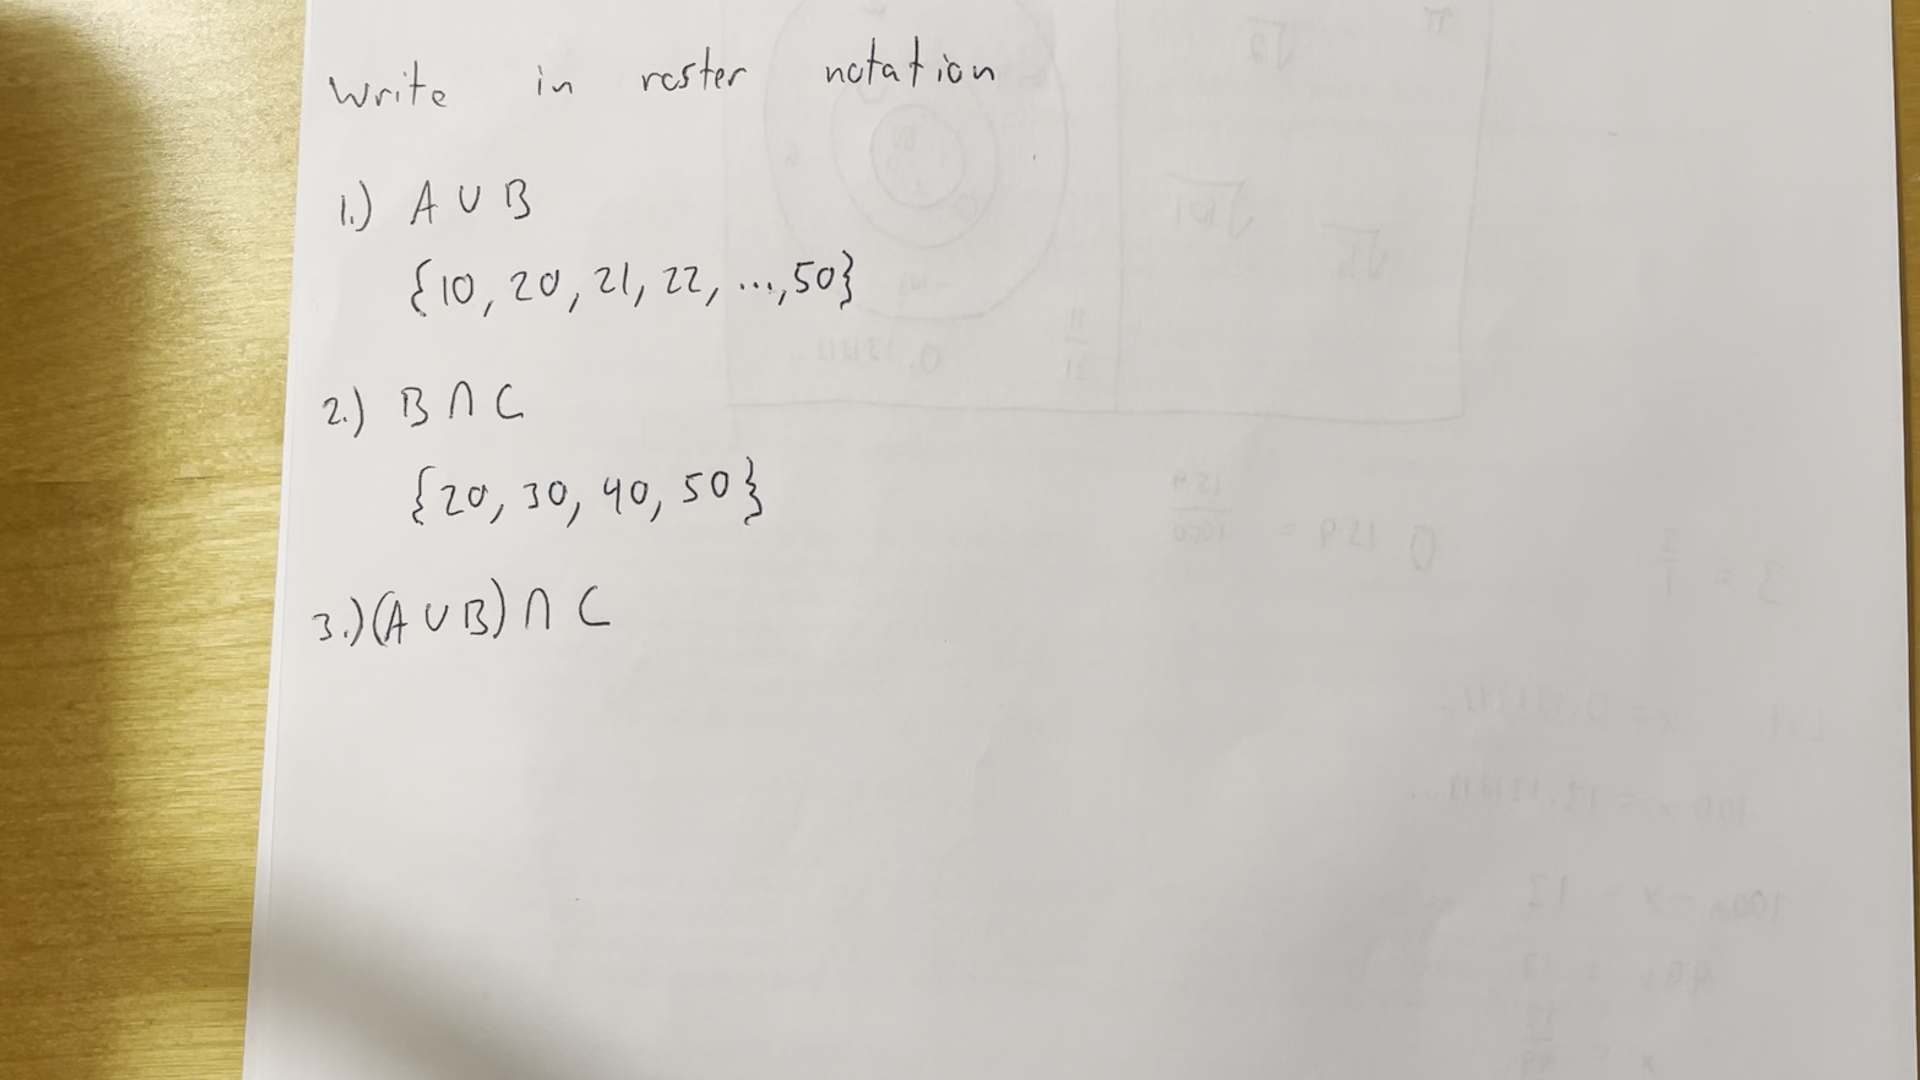 Write in roster notation
1.) A ∪ B
{10, 20, 21, 22, ..., 50}
2.) B ∩ C
{20, 30, 40, 50}
3.) (A ∪ B) ∩ C